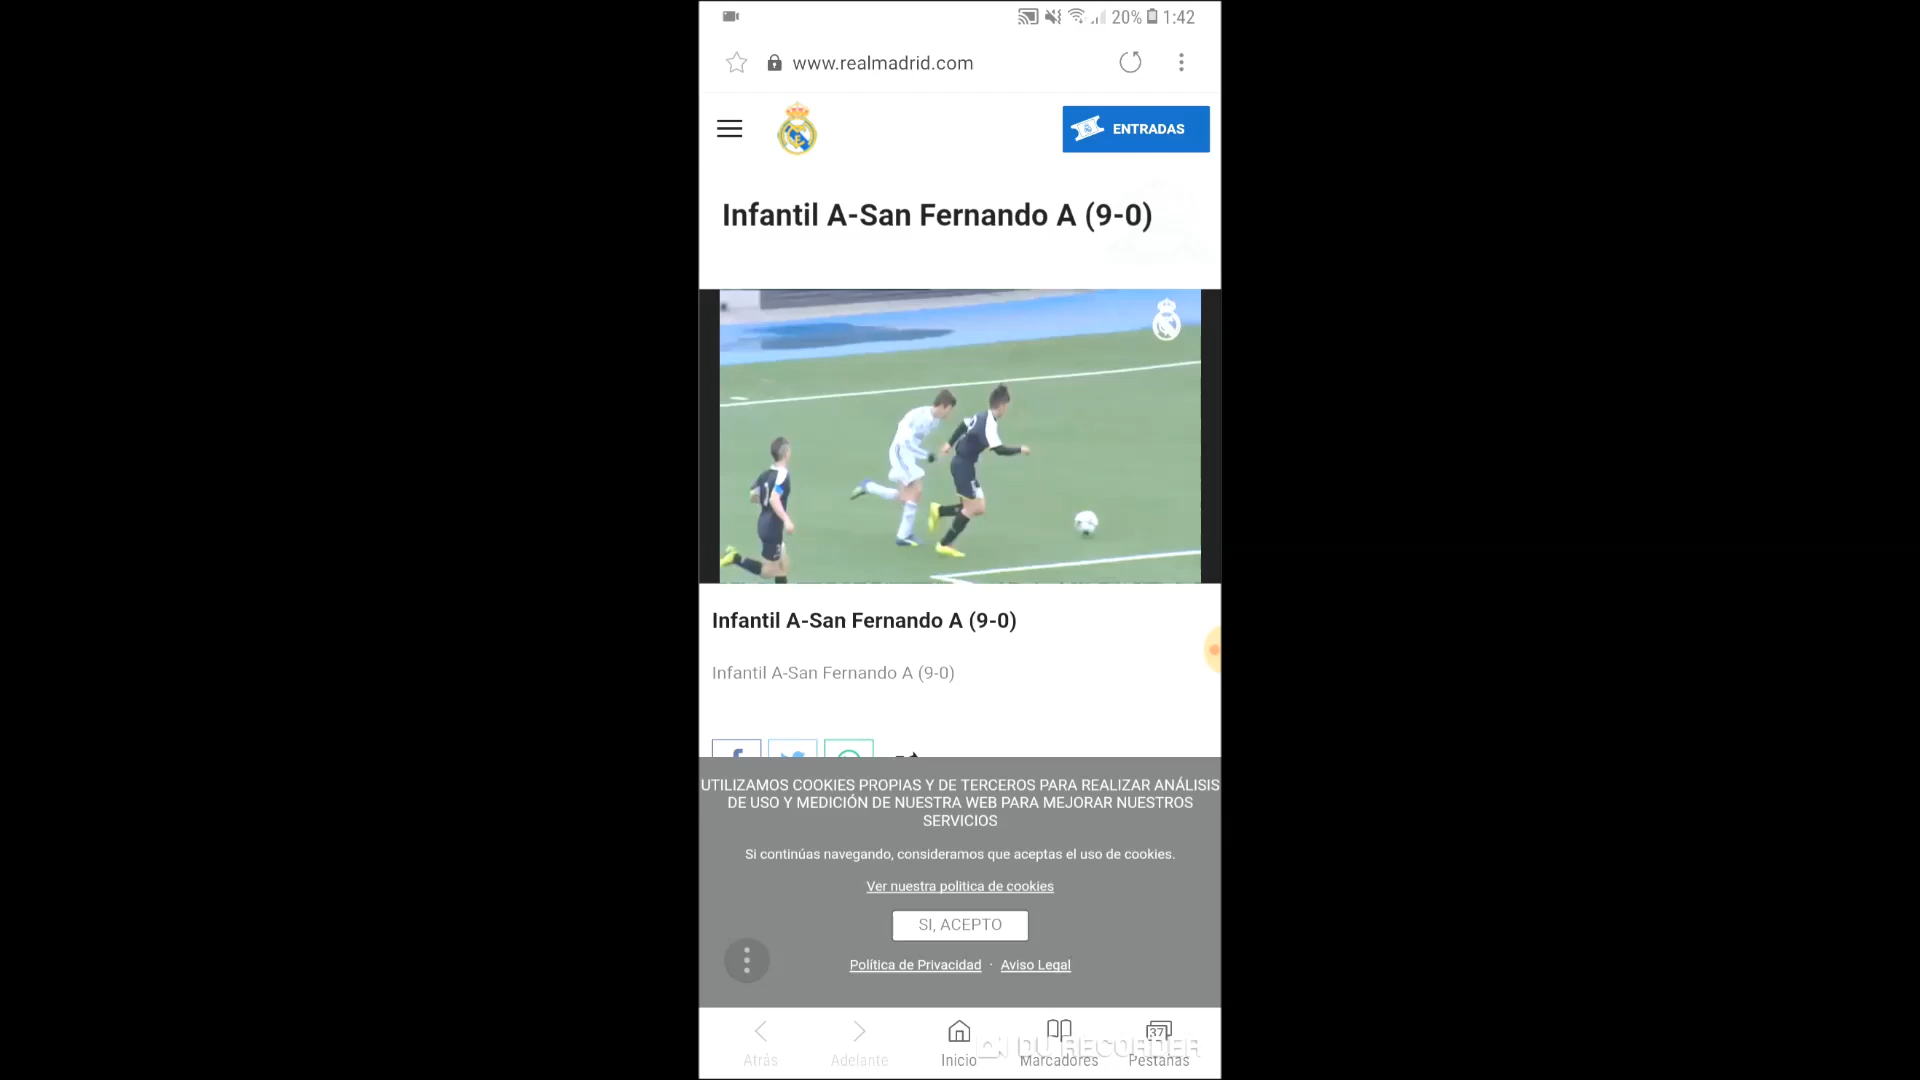 20% 1:42
www.realmadrid.com
ENTRADAS
Infantil A-San Fernando A (9-0)
Infantil A-San Fernando A (9-0)
Infantil A-San Fernando A (9-0)
UTILIZAMOS COOKIES PROPIAS Y DE TERCEROS PARA REALIZAR ANÁLISIS
DE USO Y MEDICIÓN DE NUESTRA WEB PARA MEJORAR NUESTROS
SERVICIOS
Si continúas navegando, consideramos que aceptas el uso de cookies.
Ver nuestra politica de cookies
SI, ACEPTO
Política de Privacidad · Aviso Legal
37
DU RECORDER
Atrás Adelante Inicio Marcadores Pestañas